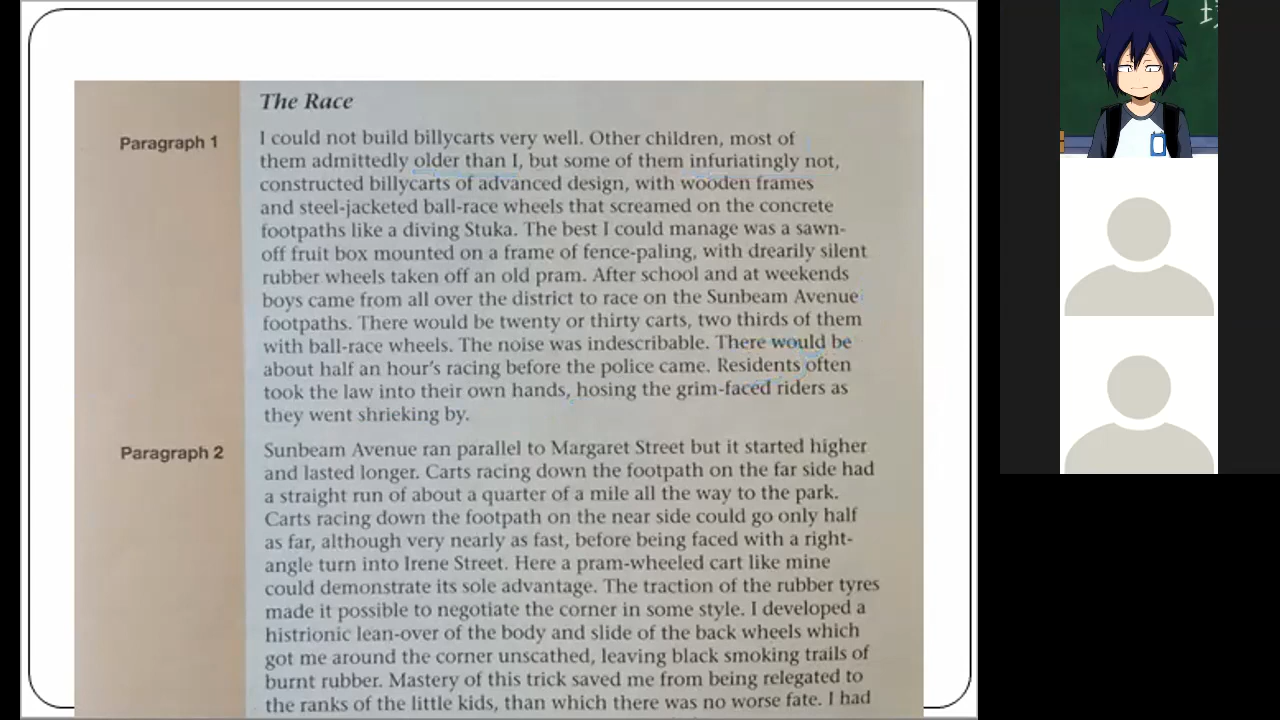 The Race
Paragraph 1
I could not build billycarts very well. Other children, most of
them admittedly older than I, but some of them infuriatingly not,
constructed billycarts of advanced design, with wooden frames
and steel-jacketed ball-race wheels that screamed on the concrete
footpaths like a diving Stuka. The best I could manage was a sawn-
off fruit box mounted on a frame of fence-paling, with drearily silent
rubber wheels taken off an old pram. After school and at weekends
boys came from all over the district to race on the Sunbeam Avenue
footpaths. There would be twenty or thirty carts, two thirds of them
with ball-race wheels. The noise was indescribable. There would be
about half an hour's racing before the police came. Residents often
took the law into their own hands, hosing the grim-faced riders as
they went shrieking by.
Paragraph 2
Sunbeam Avenue ran parallel to Margaret Street but it started higher
and lasted longer. Carts racing down the footpath on the far side had
a straight run of about a quarter of a mile all the way to the park.
Carts racing down the footpath on the near side could go only half
as far, although very nearly as fast, before being faced with a right-
angle turn into Irene Street. Here a pram-wheeled cart like mine
could demonstrate its sole advantage. The traction of the rubber tyres
made it possible to negotiate the corner in some style. I developed a
histrionic lean-over of the body and slide of the back wheels which
got me around the corner unscathed, leaving black smoking trails of
burnt rubber. Mastery of this trick saved me from being relegated to
the ranks of the little kids, than which there was no worse fate. I had